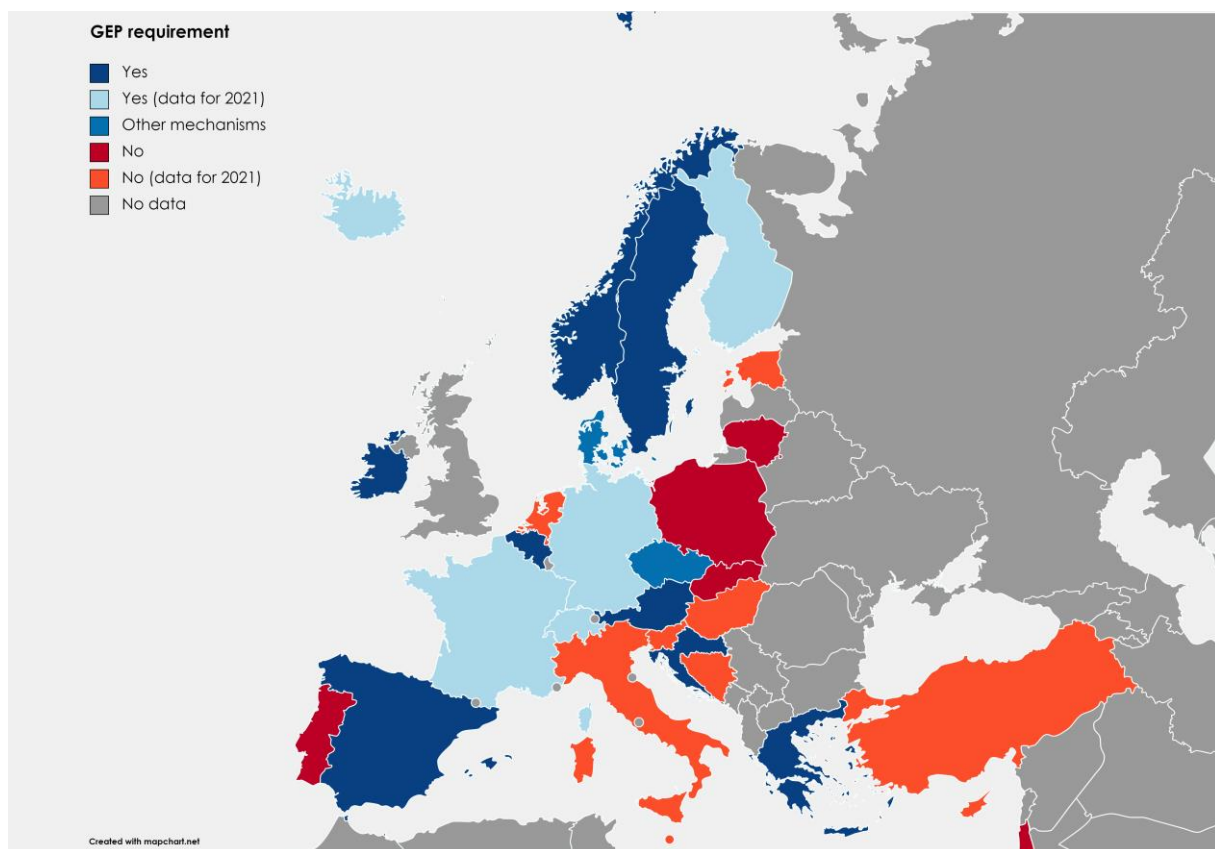 GEP requirement
Yes
Yes (data for 2021)
Other mechanisms
No
No (data for 2021)
No data
Created with mapchart.net